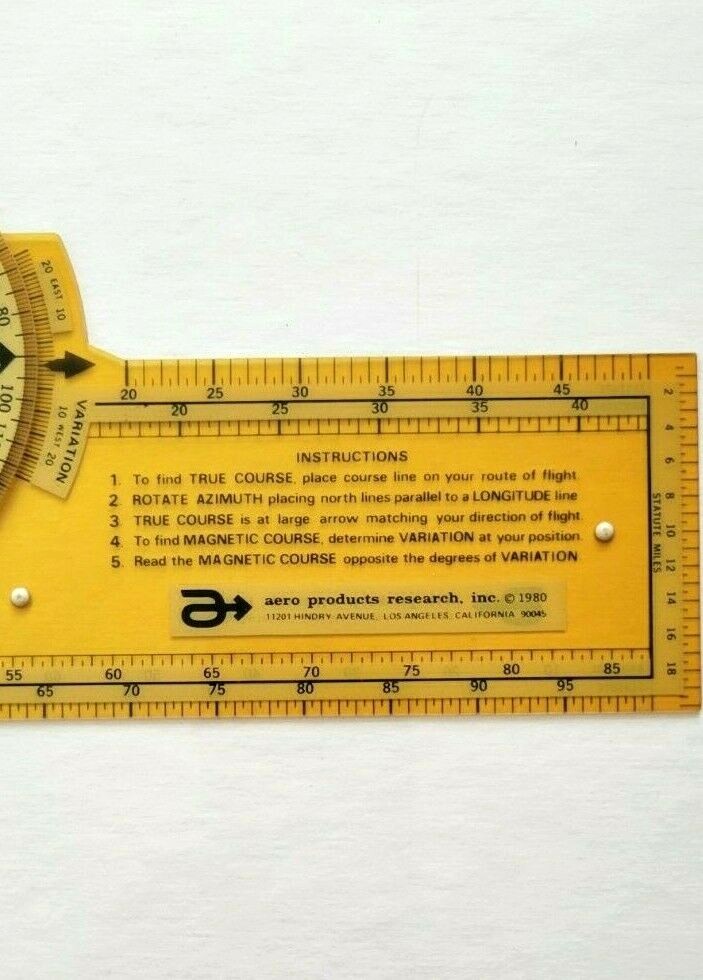 20 EAST 10
80
100
VARIATION
10 WEST 20
20 25 30 35 40 45
20 25 30 35 40
INSTRUCTIONS
1. To find TRUE COURSE, place course line on your route of flight.
2. ROTATE AZIMUTH placing north lines parallel to a LONGITUDE line
3. TRUE COURSE is at large arrow matching your direction of flight.
4. To find MAGNETIC COURSE, determine VARIATION at your position.
5. Read the MAGNETIC COURSE opposite the degrees of VARIATION
aero products research, inc. © 1980
11201 HINDRY AVENUE, LOS ANGELES, CALIFORNIA 90045
55 60 65 70 75 80 85
65 70 75 80 85 90 95
2 4 6 8 10 12 14 16 18
STATUTE MILES